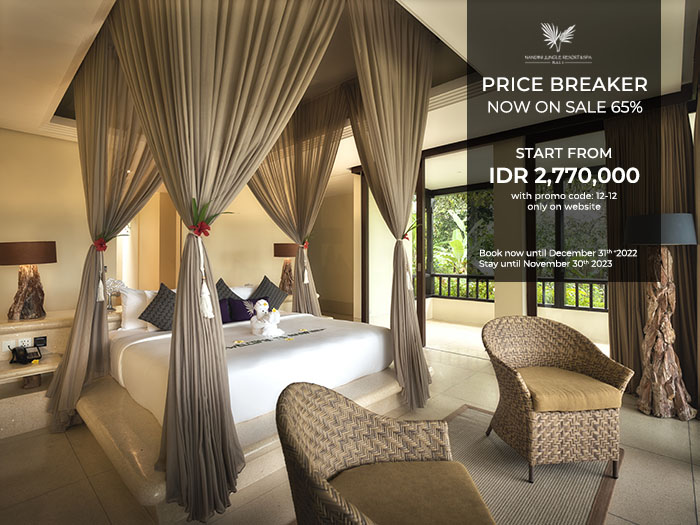 NANDINI JUNGLE RESORT & SPA
BALI
PRICE BREAKER
NOW ON SALE 65%
START FROM
IDR 2,770,000
with promo code: 12-12
only on website
Book now until December 31th '2022
Stay until November 30th 2023